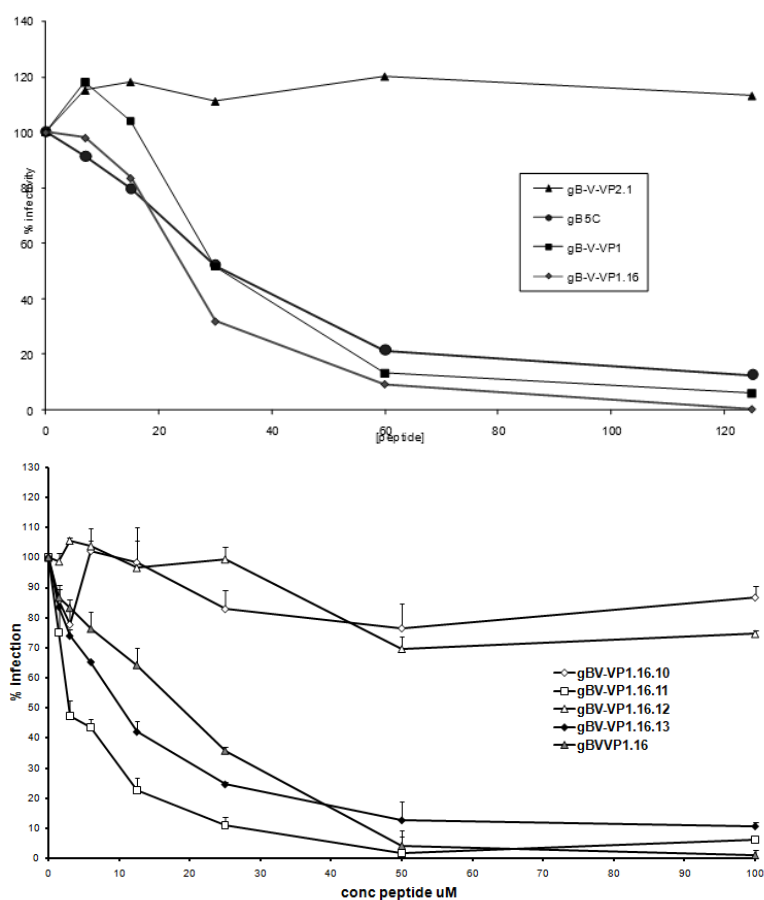 140
120
100
80
60
40
20
0
% infectivity
gB-V-VP2.1
gB5C
gB-V-VP1
gB-V-VP1.16
0 20 40 60 80 100 120
[peptide]
130
120
110
100
90
80
70
60
50
40
30
20
10
0
% Infection
gBV-VP1.16.10
gBV-VP1.16.11
gBV-VP1.16.12
gBV-VP1.16.13
gBVVP1.16
0 10 20 30 40 50 60 70 80 90 100
conc peptide uM